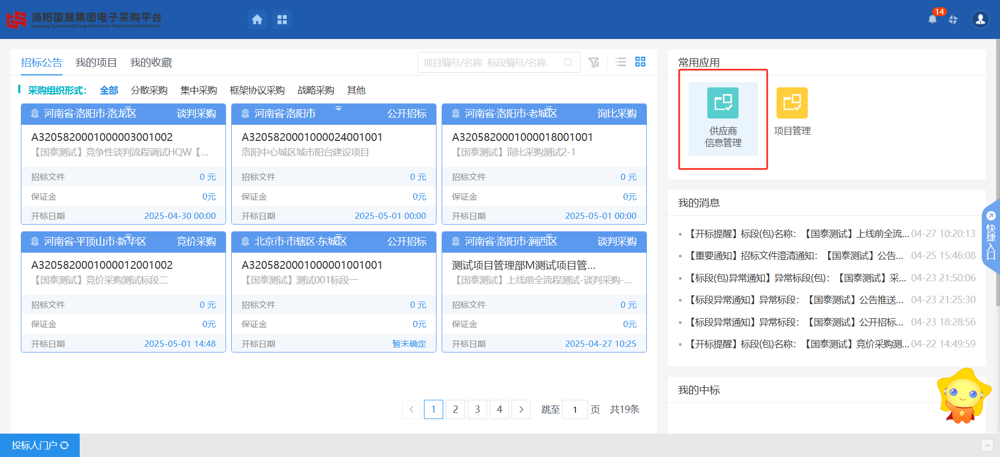 洛阳国晟集团电子采购平台
Luoyang GuoshengGroup Electronic Procurement Platform
14
招标公告 我的项目 我的收藏
项目编号/名称 标段编号/名称
采购组织形式： 全部 分散采购 集中采购 框架协议采购 战略采购 其他
河南省·洛阳市·洛龙区 谈判采购
A3205820001000003001002
【国泰测试】竞争性谈判流程调试HQW【...
招标文件 0 元
保证金 0元
开标日期 2025-04-30 00:00
河南省·洛阳市 公开招标
A3205820001000024001001
洛阳中心城区城市阳台建设项目
招标文件 0 元
保证金 0元
开标日期 2025-05-01 00:00
河南省·洛阳市·老城区 询比采购
A3205820001000018001001
【国泰测试】询比采购测试2-1
招标文件 0 元
保证金 0元
开标日期 2025-05-01 00:00
河南省·平顶山市·新华区 竞价采购
A3205820001000012001002
【国泰测试】竞价采购测试标段二
招标文件 0 元
保证金 0元
开标日期 2025-05-01 14:48
北京市·市辖区·东城区 公开招标
A3205820001000001001001
【国泰测试】测试001标段一
招标文件 0 元
保证金 0元
开标日期 暂未确定
河南省·洛阳市·涧西区 谈判采购
测试项目管理部M测试项目管...
【国泰测试】上线前全流程测试-谈判采购-...
招标文件 0 元
保证金 0元
开标日期 2025-04-27 10:25
1 2 3 4 跳至 1 页 共19条
常用应用
供应商
信息管理
项目管理
我的消息
【开标提醒】标段(包)名称：【国泰测试】上线前全流... 04-27 10:20:13
【重要通知】招标文件澄清通知：【国泰测试】公告... 04-25 15:46:08
【标段(包)异常通知】异常标段(包)：【国泰测试】采... 04-23 21:50:06
【标段异常通知】异常标段：【国泰测试】公告推送... 04-23 21:25:30
【标段异常通知】异常标段：【国泰测试】公开招标... 04-23 18:28:56
【开标提醒】标段(包)名称：【国泰测试】竞价采购测... 04-22 14:49:59
快捷入口
我的中标
投标人门户